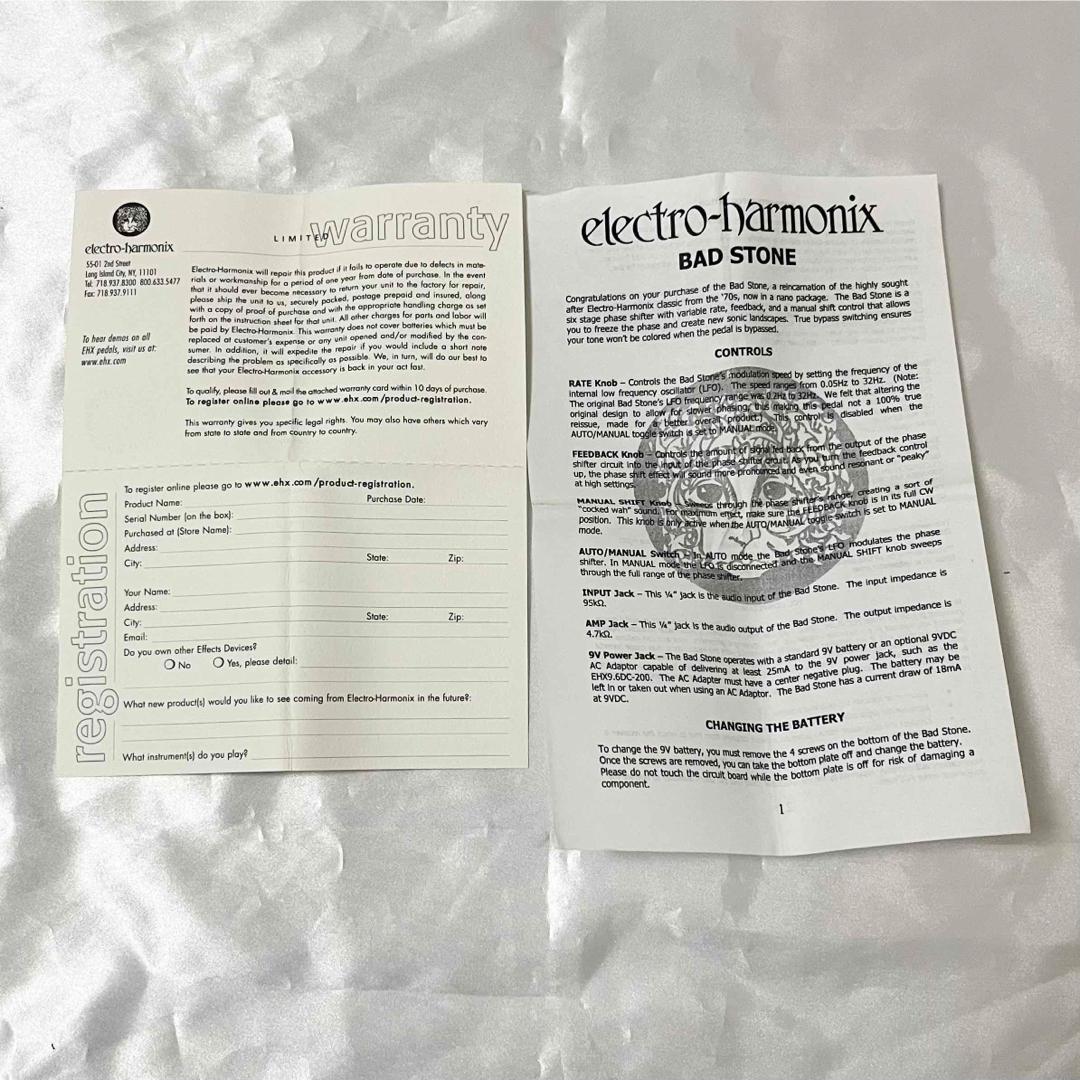 electro-harmonix
55-01 2nd Street
Long Island City, NY, 11101
Tel: 718.937.8300 800.633.5477
Fax: 718.937.9111
To hear demos on all
EHX pedals, visit us at:
www.ehx.com
LIMITED warranty
Electro-Harmonix will repair this product if it fails to operate due to defects in mate-
rials or workmanship for a period of one year from date of purchase. In the event
that it should ever become necessary to return your unit to the factory for repair,
please ship the unit to us, securely packed, postage prepaid and insured, along
with a copy of proof of purchase and with the appropriate handling charge as set
forth on the instruction sheet for that unit. All other charges for parts and labor will
be paid by Electro-Harmonix. This warranty does not cover batteries which must be
replaced at customer's expense or any unit opened and/or modified by the con-
sumer. In addition, it will expedite the repair if you would include a short note
describing the problem as specifically as possible. We, in turn, will do our best to
see that your Electro-Harmonix accessory is back in your act fast.
To qualify, please fill out & mail the attached warranty card within 10 days of purchase.
To register online please go to www.ehx.com/product-registration.
This warranty gives you specific legal rights. You may also have others which vary
from state to state and from country to country.
registration
To register online please go to www.ehx.com/product-registration.
Product Name: Purchase Date:
Serial Number (on the box):
Purchased at (Store Name):
Address:
City: State: Zip:
Your Name:
Address:
City: State: Zip:
Email:
Do you own other Effects Devices?
No Yes, please detail:
What new product(s) would you like to see coming from Electro-Harmonix in the future?:
What instrument(s) do you play?
electro-harmonix
BAD STONE
Congratulations on your purchase of the Bad Stone, a reincarnation of the highly sought
after Electro-Harmonix classic from the '70s, now in a nano package. The Bad Stone is a
six stage phase shifter with variable rate, feedback, and a manual shift control that allows
you to freeze the phase and create new sonic landscapes. True bypass switching ensures
your tone won't be colored when the pedal is bypassed.
CONTROLS
RATE Knob – Controls the Bad Stone's modulation speed by setting the frequency of the
internal low frequency oscillator (LFO). The speed ranges from 0.05Hz to 32Hz. (Note:
The original Bad Stone's LFO frequency range was 0.2Hz to 32Hz. We felt that altering the
original design to allow for slower phasing, thus making this pedal not a 100% true
reissue, made for a better overall product.) This control is disabled when the
AUTO/MANUAL toggle switch is set to MANUAL mode.
FEEDBACK Knob – Controls the amount of signal fed back from the output of the phase
shifter circuit into the input of the phase shifter circuit. As you turn the feedback control
up, the phase shift effect will sound more pronounced and even sound resonant or "peaky"
at high settings.
MANUAL SHIFT Knob – Sweeps through the phase shifter's range, creating a sort of
"cocked wah" sound. For maximum effect, make sure the FEEDBACK knob is in its full CW
position. This knob is only active when the AUTO/MANUAL toggle switch is set to MANUAL
mode.
AUTO/MANUAL Switch – In AUTO mode the Bad Stone's LFO modulates the phase
shifter. In MANUAL mode the LFO is disconnected and the MANUAL SHIFT knob sweeps
through the full range of the phase shifter.
INPUT Jack – This ¼" jack is the audio input of the Bad Stone. The input impedance is
95kΩ.
AMP Jack – This ¼" jack is the audio output of the Bad Stone. The output impedance is
4.7kΩ.
9V Power Jack – The Bad Stone operates with a standard 9V battery or an optional 9VDC
AC Adaptor capable of delivering at least 25mA to the 9V power jack, such as the
EHX9.6DC-200. The AC Adapter must have a center negative plug. The battery may be
left in or taken out when using an AC Adaptor. The Bad Stone has a current draw of 18mA
at 9VDC.
CHANGING THE BATTERY
To change the 9V battery, you must remove the 4 screws on the bottom of the Bad Stone.
Once the screws are removed, you can take the bottom plate off and change the battery.
Please do not touch the circuit board while the bottom plate is off for risk of damaging a
component.
1